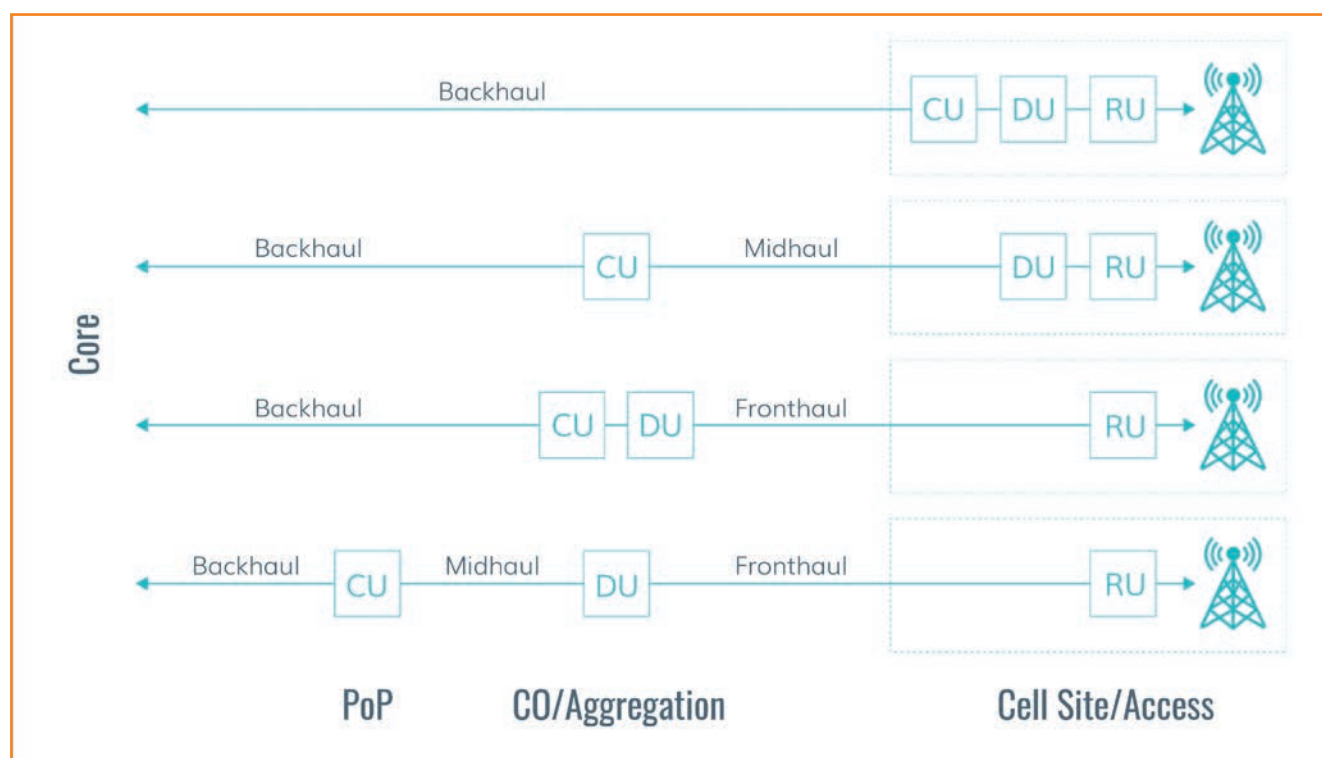 Backhaul
CU DU RU
Backhaul CU Midhaul DU RU
Core
Backhaul CU DU Fronthaul RU
Backhaul CU Midhaul DU Fronthaul RU
PoP CO/Aggregation Cell Site/Access